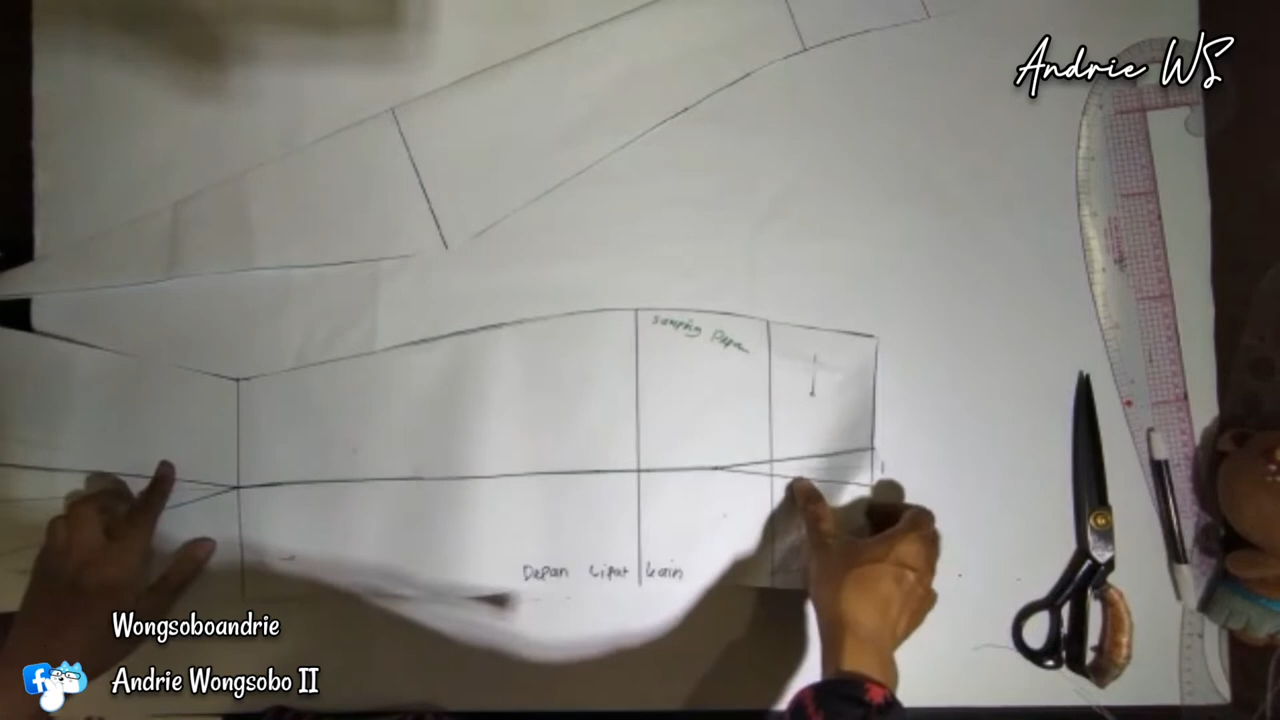 Andrie WS
Samping Depan
Depan Lipat kain
Wongsoboandrie
Andrie Wongsobo II